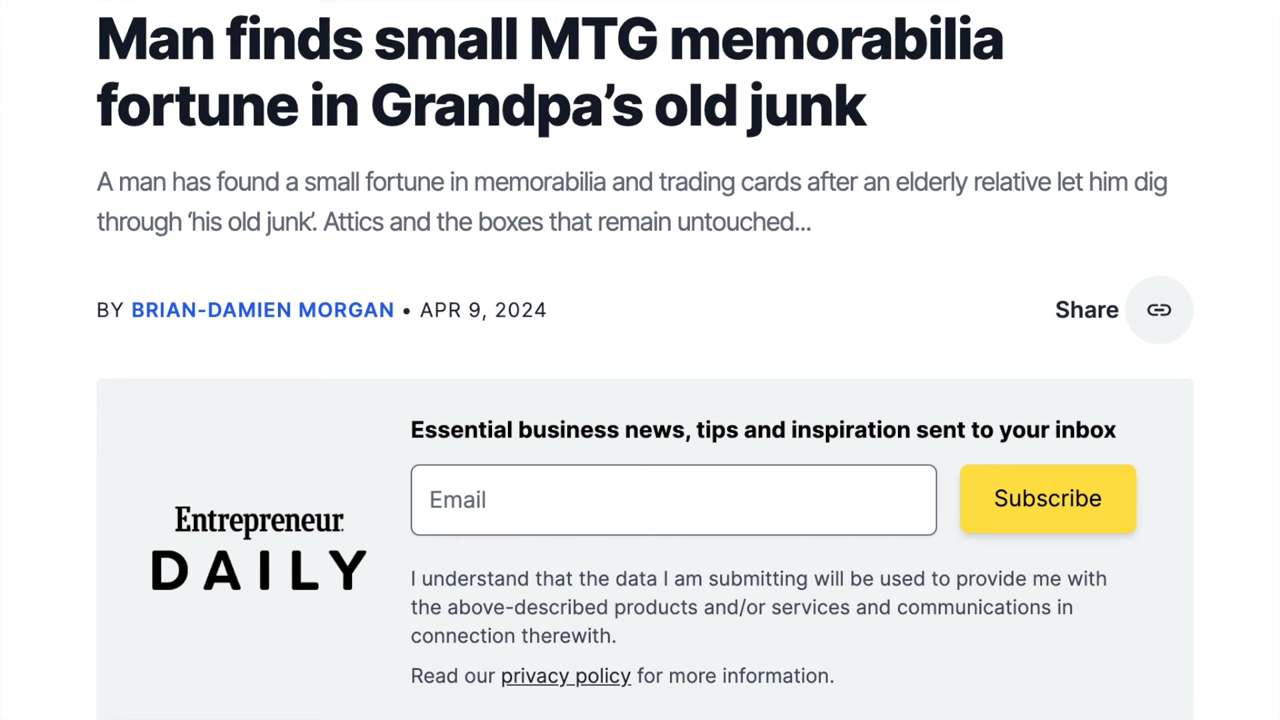 Man finds small MTG memorabilia
fortune in Grandpa’s old junk
A man has found a small fortune in memorabilia and trading cards after an elderly relative let him dig
through ‘his old junk’. Attics and the boxes that remain untouched...
BY BRIAN-DAMIEN MORGAN • APR 9, 2024
Share
Essential business news, tips and inspiration sent to your inbox
Email
Subscribe
Entrepreneur
DAILY
I understand that the data I am submitting will be used to provide me with
the above-described products and/or services and communications in
connection therewith.
Read our privacy policy for more information.